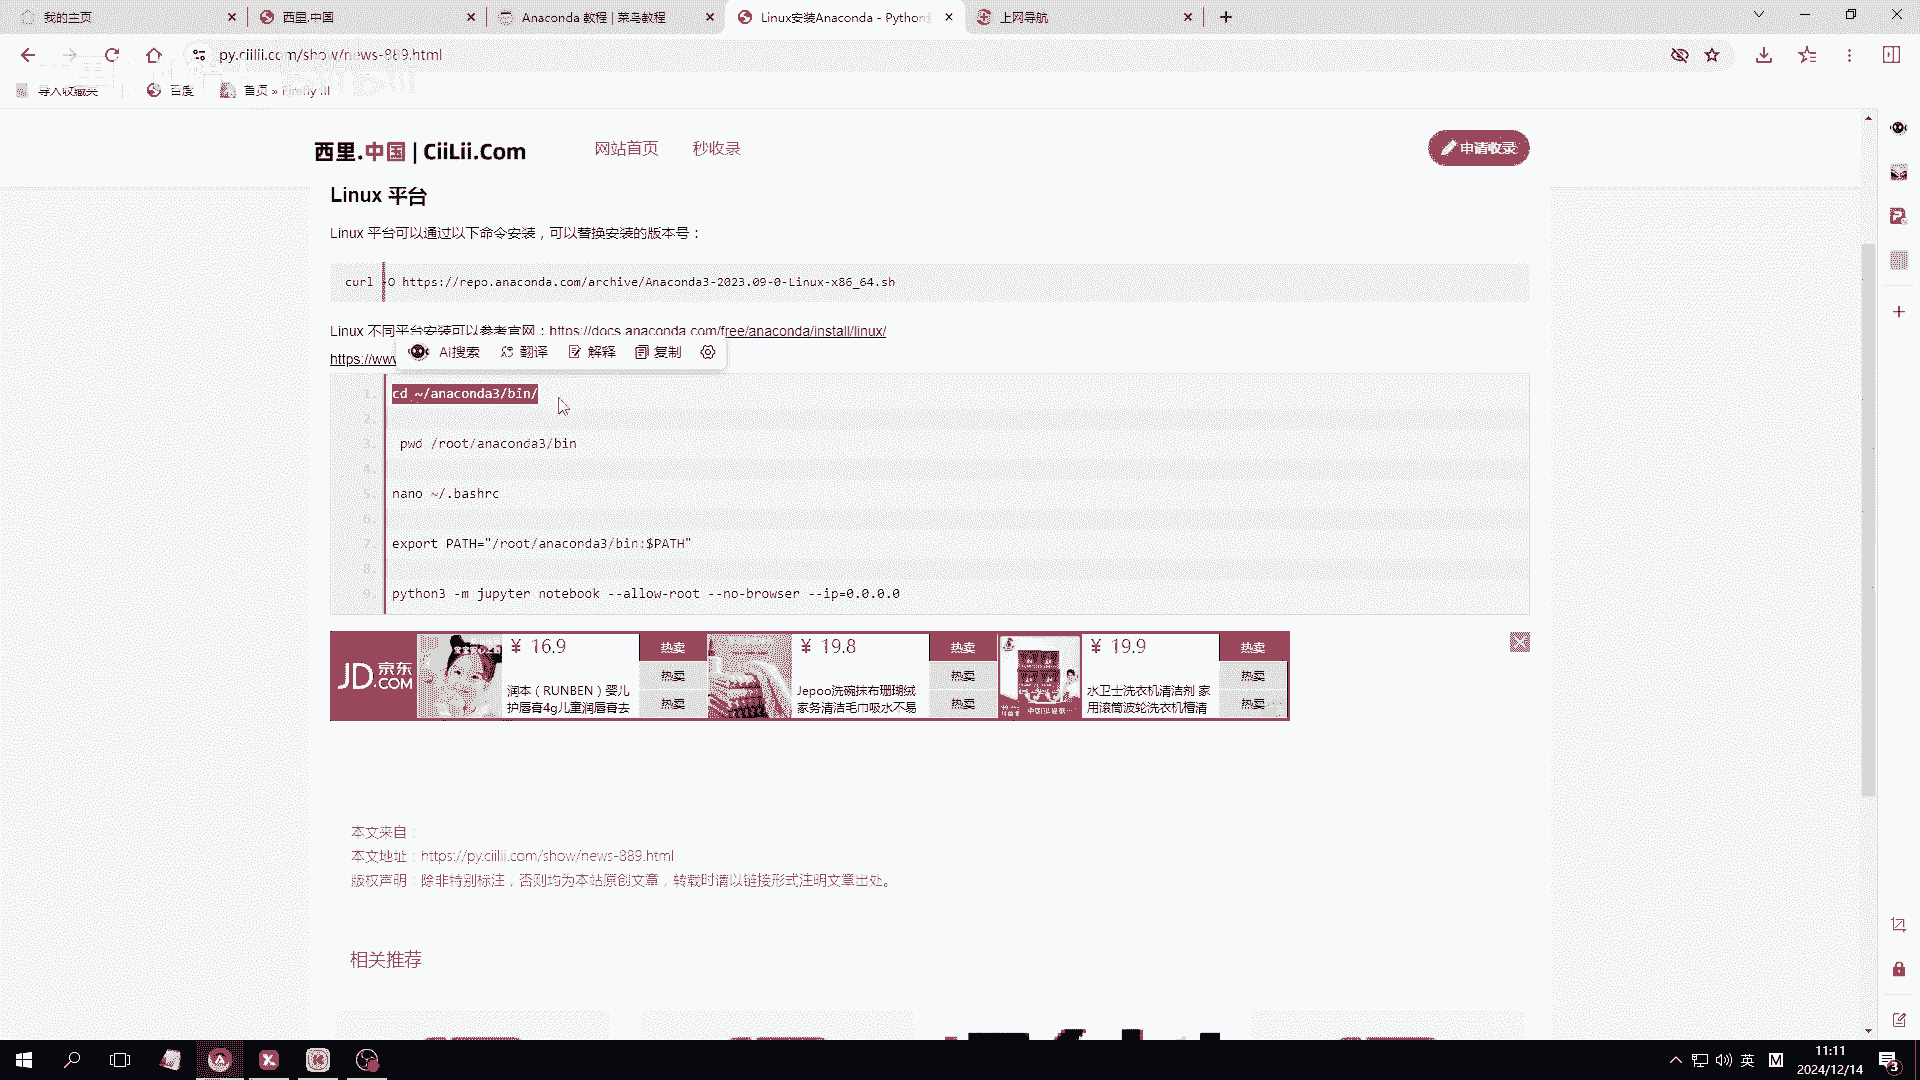 我的主页
西里.中国
Anaconda 教程 | 菜鸟教程
Linux安装Anaconda - Python
上网导航
py.ciilii.com/show/news-889.html
导入收藏夹
百度
首页 » Firefly III
西里.中国 | CiiLii.Com
网站首页
秒收录
申请收录
Linux 平台
Linux 平台可以通过以下命令安装，可以替换安装的版本号：
curl -O https://repo.anaconda.com/archive/Anaconda3-2023.09-0-Linux-x86_64.sh
Linux 不同平台安装可以参考官网：https://docs.anaconda.com/free/anaconda/install/linux/
https://www
AI搜索 翻译 解释 复制
1. cd ~/anaconda3/bin/
2.
3. pwd /root/anaconda3/bin
4.
5. nano ~/.bashrc
6.
7. export PATH="/root/anaconda3/bin:$PATH"
8.
9. python3 -m jupyter notebook --allow-root --no-browser --ip=0.0.0.0
JD.京东
.COM
¥ 16.9
润本（RUNBEN）婴儿
护唇膏4g儿童润唇膏去
热卖
热卖
热卖
¥ 19.8
Jepoo洗碗抹布珊瑚绒
家务清洁毛巾吸水不易
热卖
热卖
热卖
¥ 19.9
水卫士洗衣机清洁剂 家
用滚筒波轮洗衣机槽清
热卖
热卖
热卖
本文来自：
本文地址：https://py.ciilii.com/show/news-889.html
版权声明：除非特别标注，否则均为本站原创文章，转载时请以链接形式注明文章出处。
相关推荐
英
M
11:11
2024/12/14
3